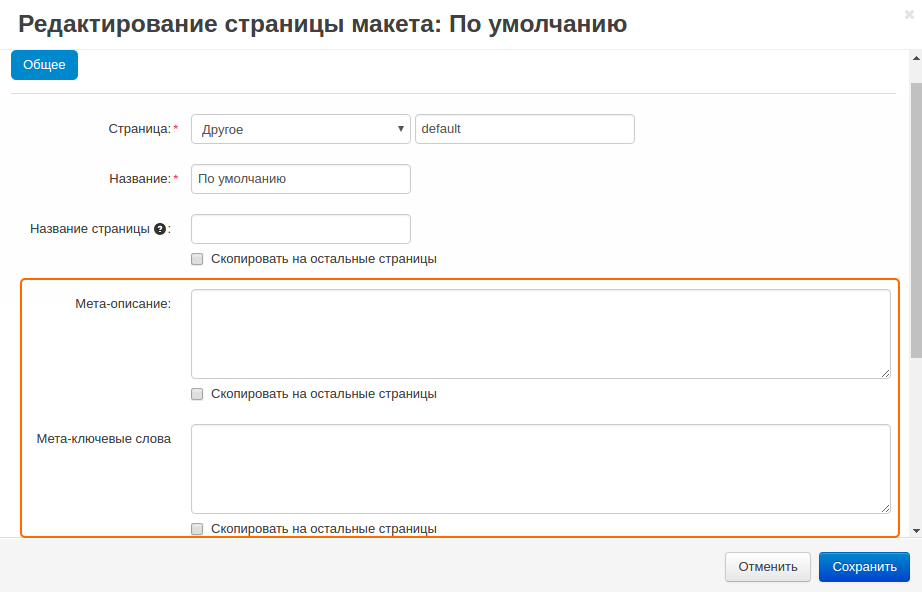 Редактирование страницы макета: По умолчанию
×
Общее
Страница:* Другое default
Название:* По умолчанию
Название страницы ?:
Скопировать на остальные страницы
Мета-описание:
Скопировать на остальные страницы
Мета-ключевые слова
Скопировать на остальные страницы
Отменить Сохранить